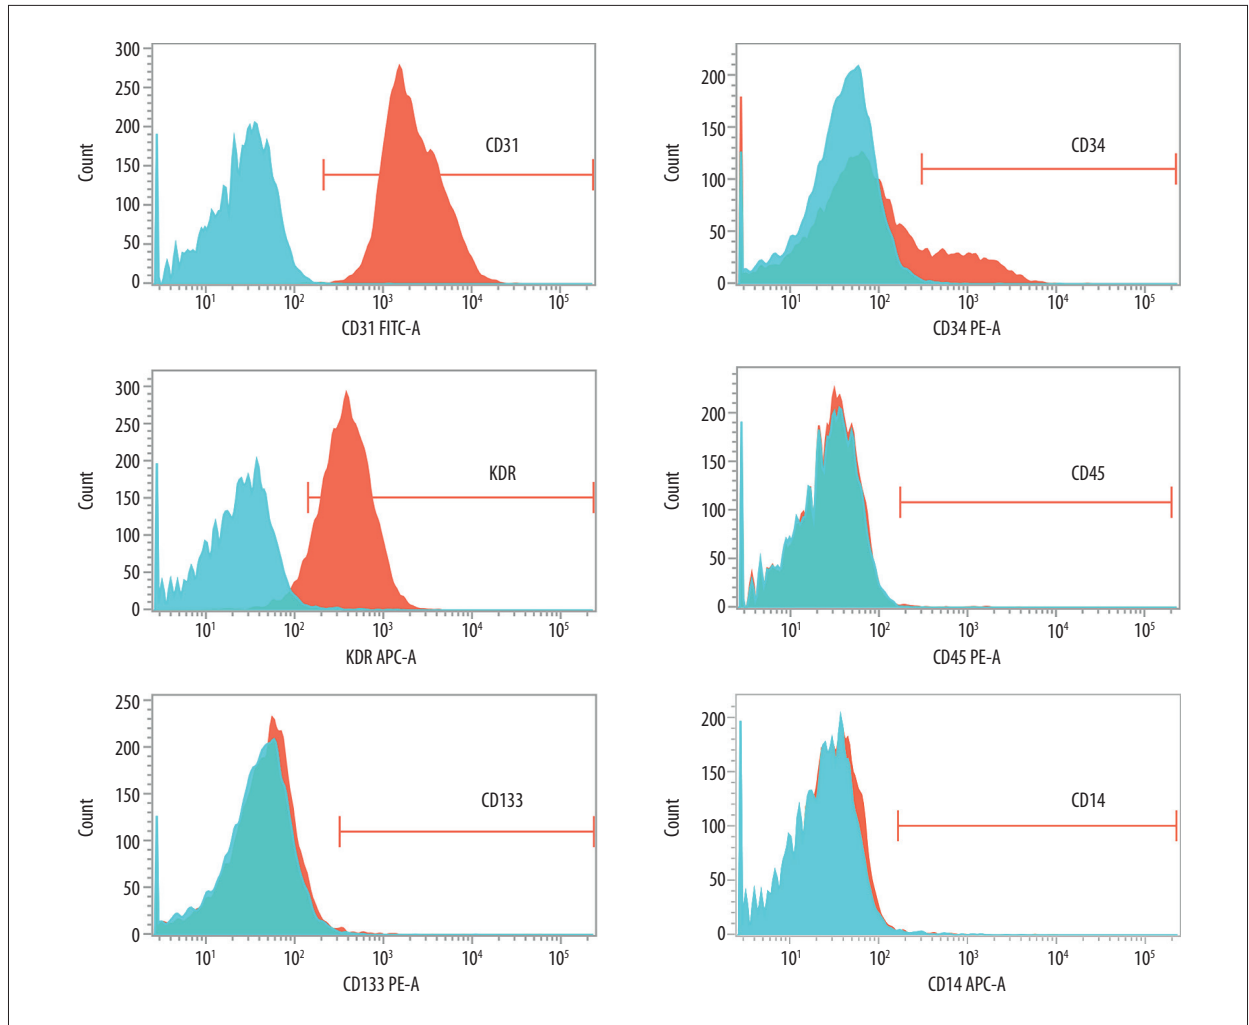 300
250
200
150
100
50
0
Count
CD31
10¹ 10² 10³ 10⁴ 10⁵
CD31 FITC-A
200
150
100
50
0
Count
CD34
10¹ 10² 10³ 10⁴ 10⁵
CD34 PE-A
300
250
200
150
100
50
0
Count
KDR
10¹ 10² 10³ 10⁴ 10⁵
KDR APC-A
200
150
100
50
0
Count
CD45
10¹ 10² 10³ 10⁴ 10⁵
CD45 PE-A
250
200
150
100
50
0
Count
CD133
10¹ 10² 10³ 10⁴ 10⁵
CD133 PE-A
200
150
100
50
0
Count
CD14
10¹ 10² 10³ 10⁴ 10⁵
CD14 APC-A